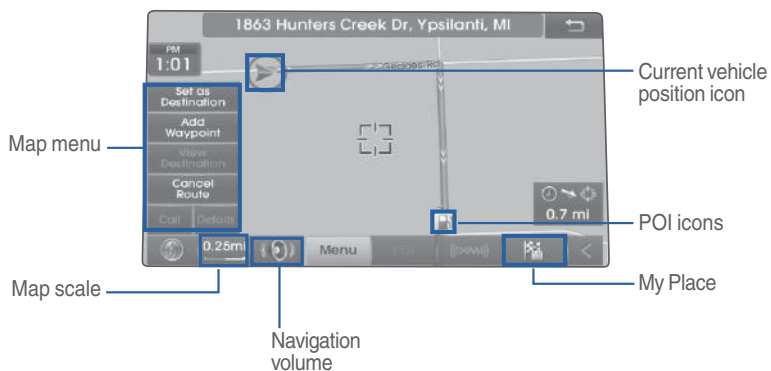 1863 Hunters Creek Dr, Ypsilanti, MI
PM
1:01
Geddes Rd
Set as
Destination
Add
Waypoint
View
Destination
Cancel
Route
Call
Details
0.7 mi
0.25mi
Menu
POI
Map menu
Map scale
Navigation
volume
Current vehicle
position icon
POI icons
My Place